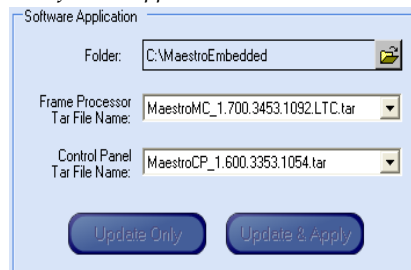 Software Application
Folder: C:\MaestroEmbedded
Frame Processor
Tar File Name: MaestroMC_1.700.3453.1092.LTC.tar
Control Panel
Tar File Name: MaestroCP_1.600.3353.1054.tar
Update Only Update & Apply